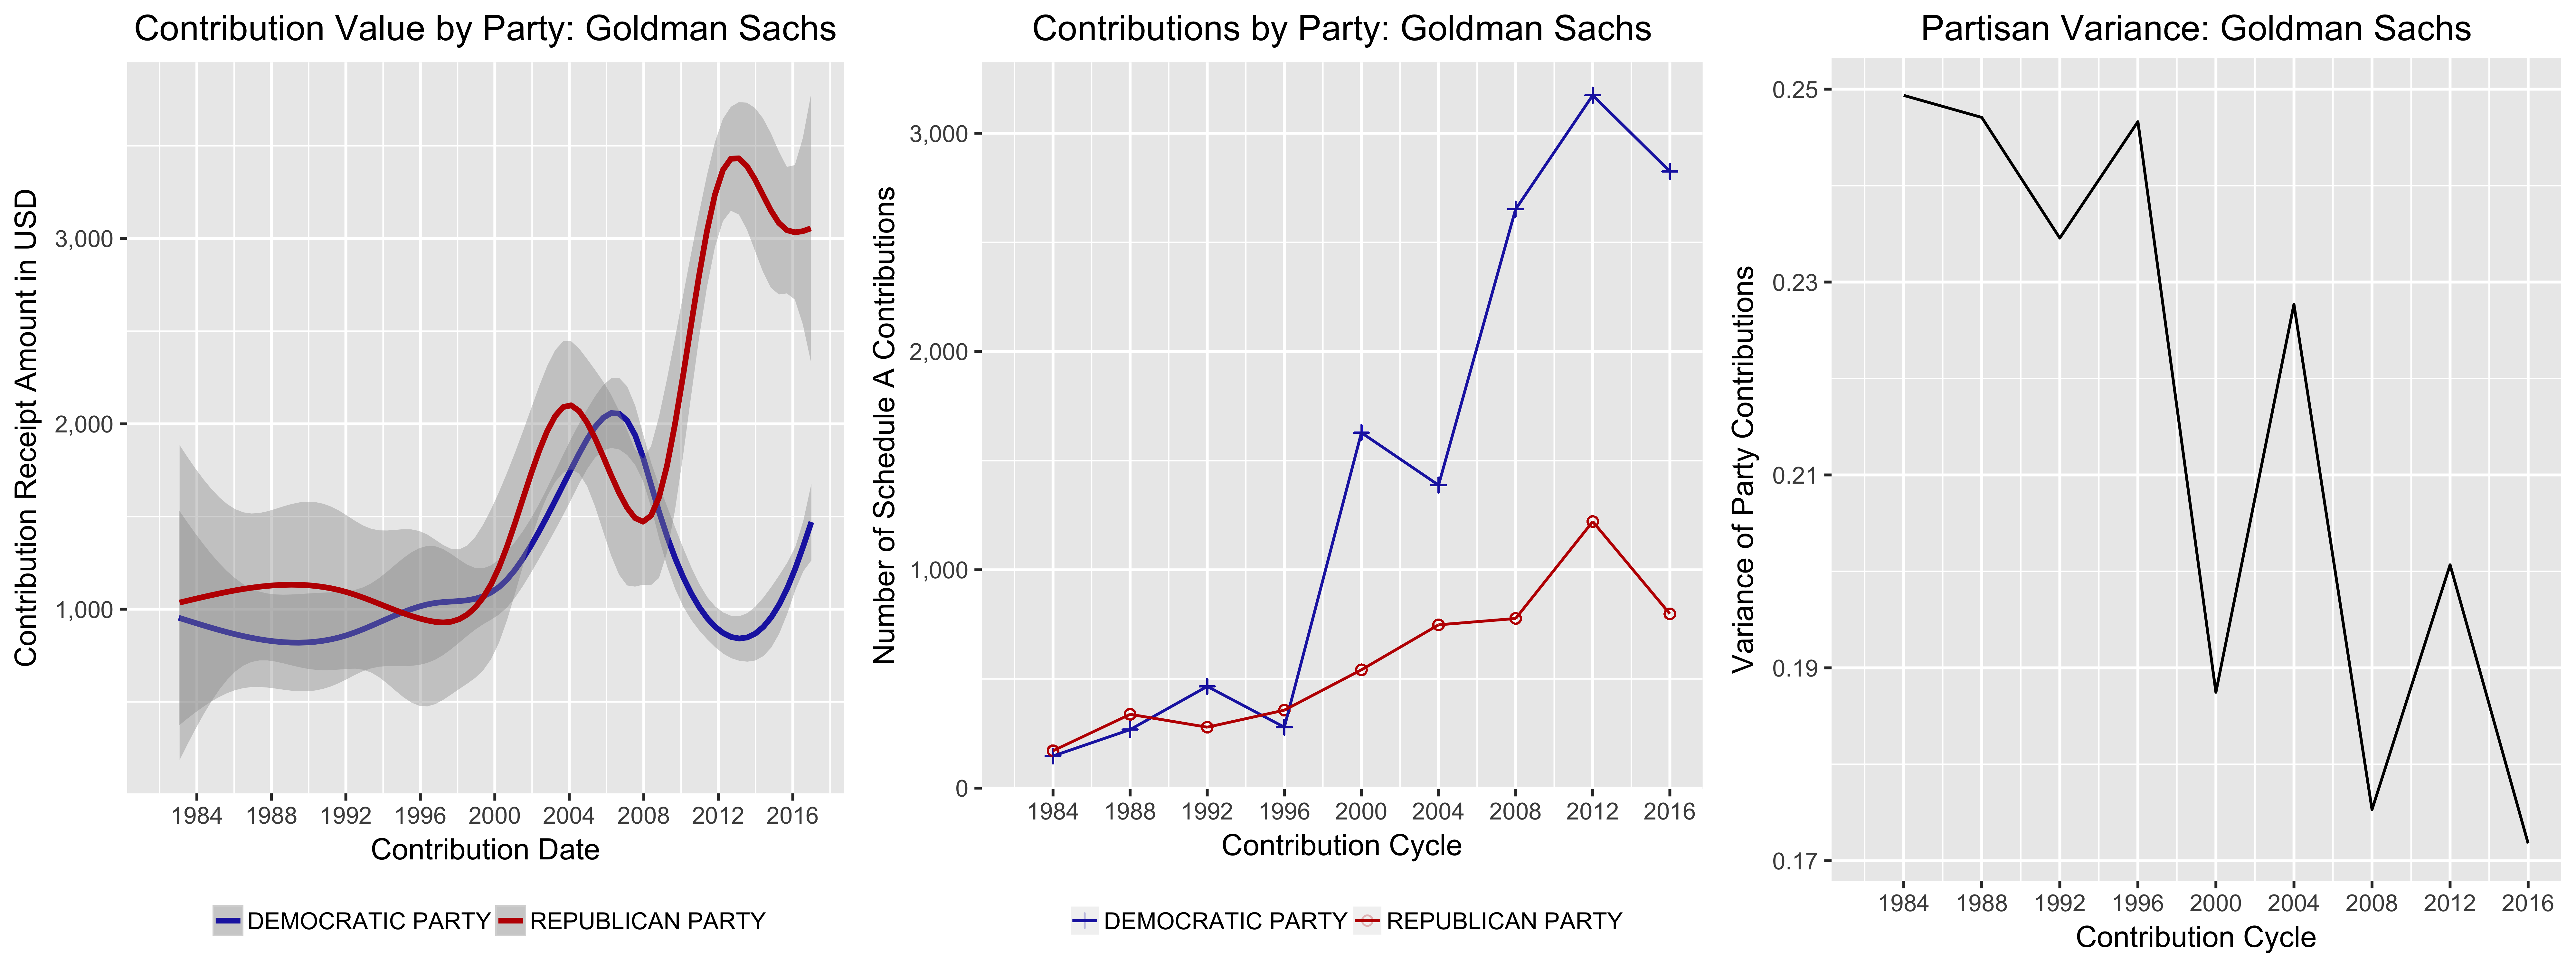 Contribution Value by Party: Goldman Sachs
Contribution Receipt Amount in USD
3,000
2,000
1,000
1984 1988 1992 1996 2000 2004 2008 2012 2016
Contribution Date
DEMOCRATIC PARTY REPUBLICAN PARTY
Contributions by Party: Goldman Sachs
Number of Schedule A Contributions
3,000
2,000
1,000
0
1984 1988 1992 1996 2000 2004 2008 2012 2016
Contribution Cycle
DEMOCRATIC PARTY REPUBLICAN PARTY
Partisan Variance: Goldman Sachs
Variance of Party Contributions
0.25
0.23
0.21
0.19
0.17
1984 1988 1992 1996 2000 2004 2008 2012 2016
Contribution Cycle